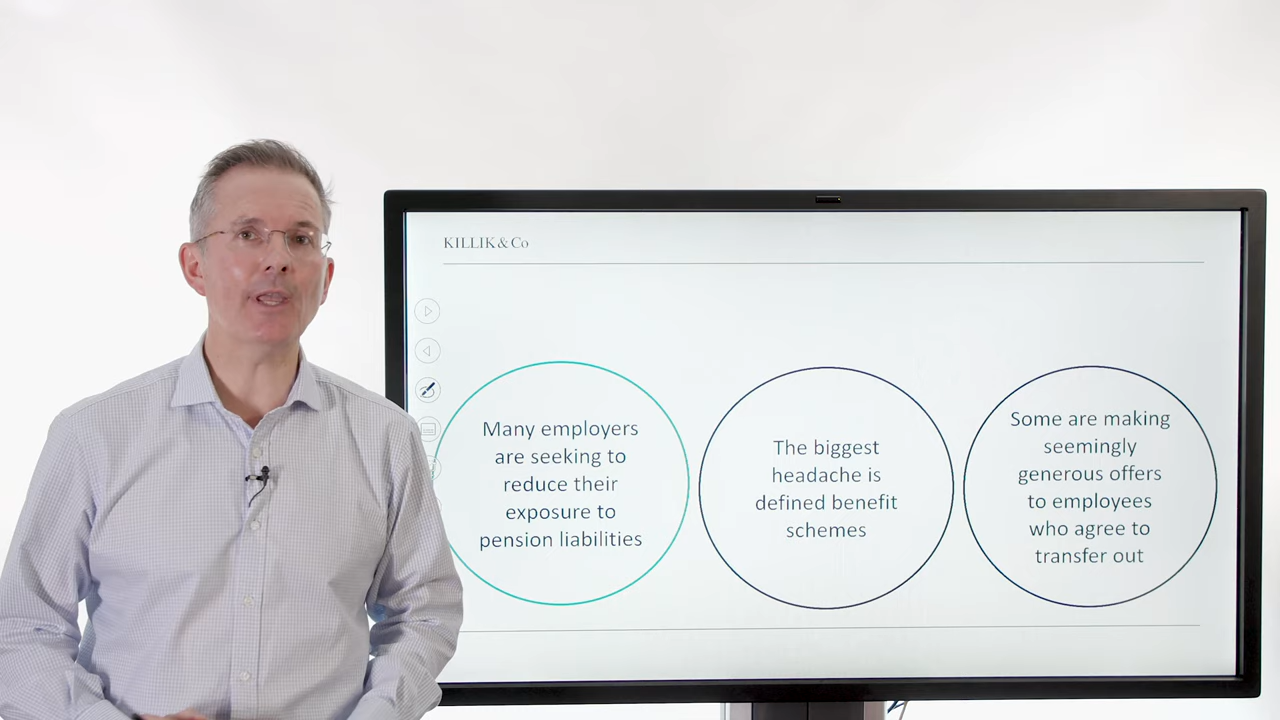 KILLIK & Co
Many employers
are seeking to
reduce their
exposure to
pension liabilities
The biggest
headache is
defined benefit
schemes
Some are making
seemingly
generous offers
to employees
who agree to
transfer out